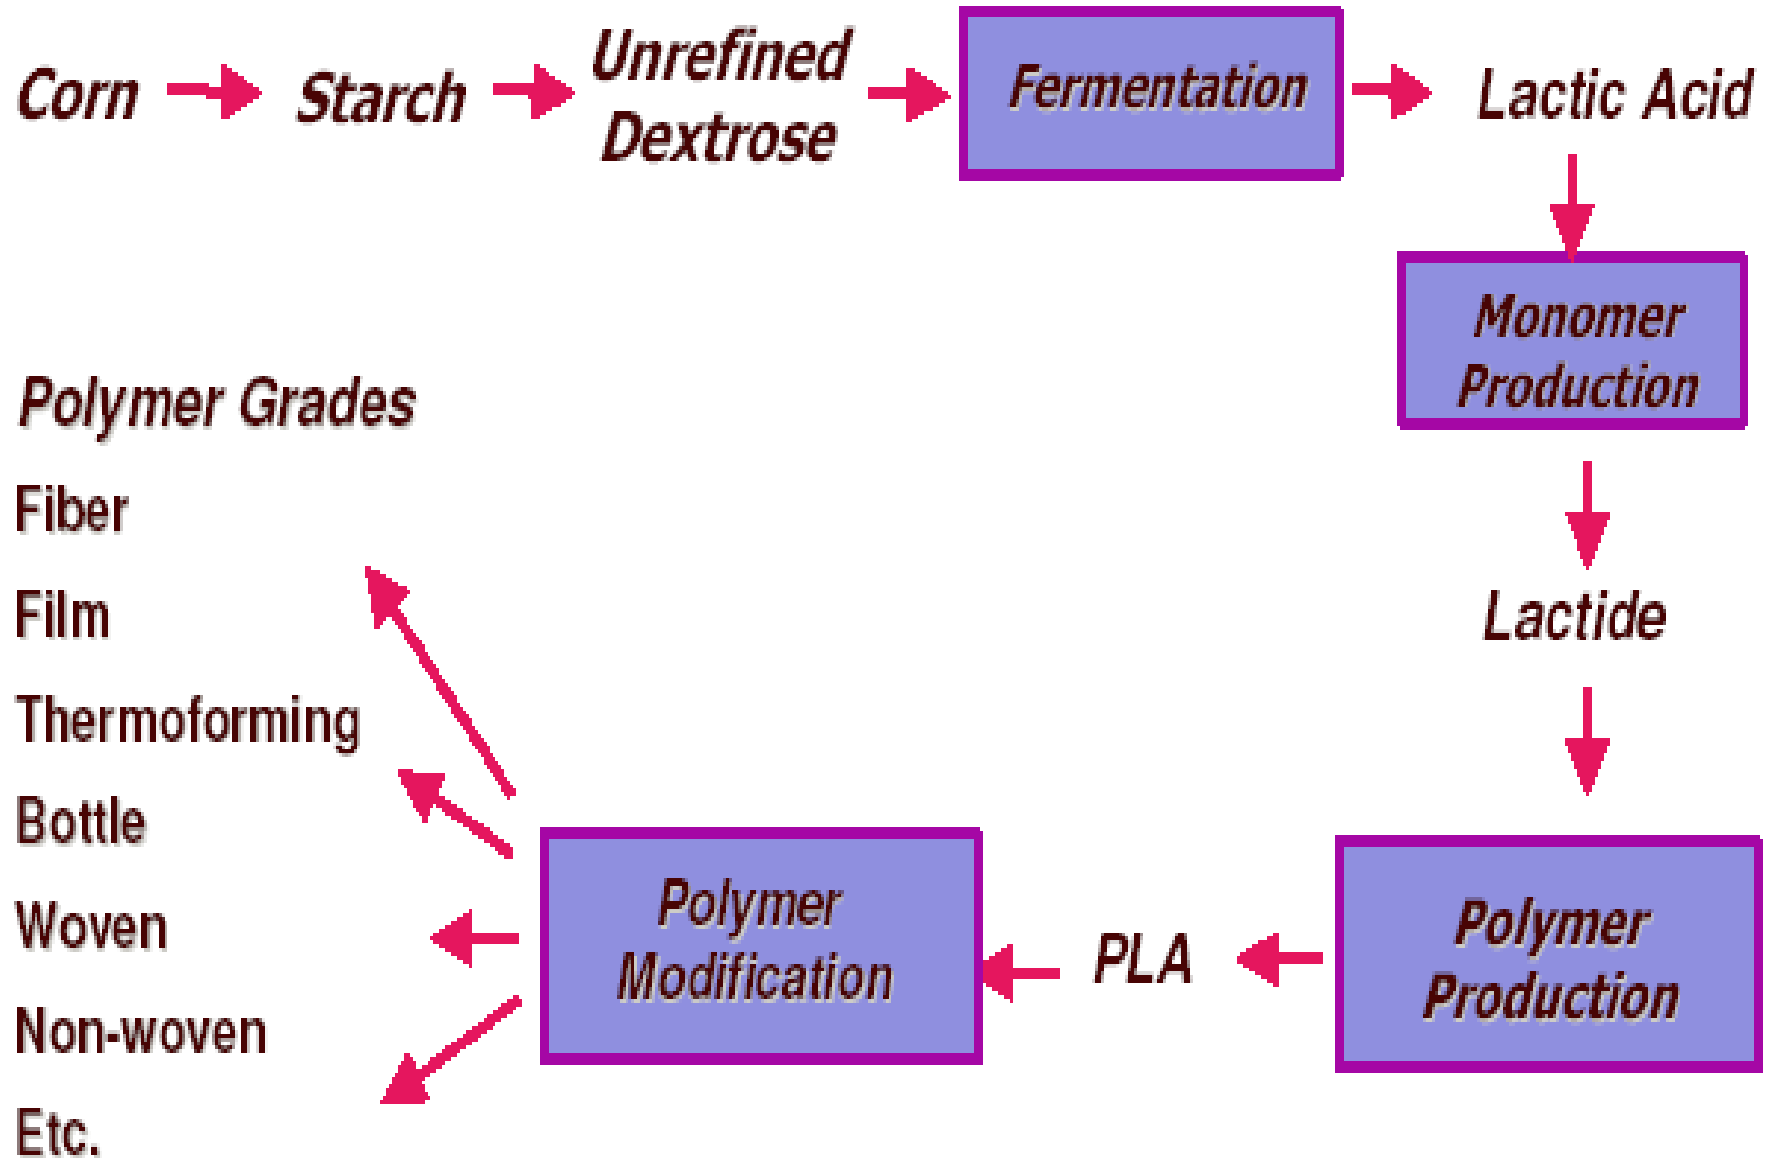 Corn
Starch
Unrefined
Dextrose
Fermentation
Lactic Acid
Monomer
Production
Lactide
Polymer
Production
PLA
Polymer
Modification
Polymer Grades
Fiber
Film
Thermoforming
Bottle
Woven
Non-woven
Etc.